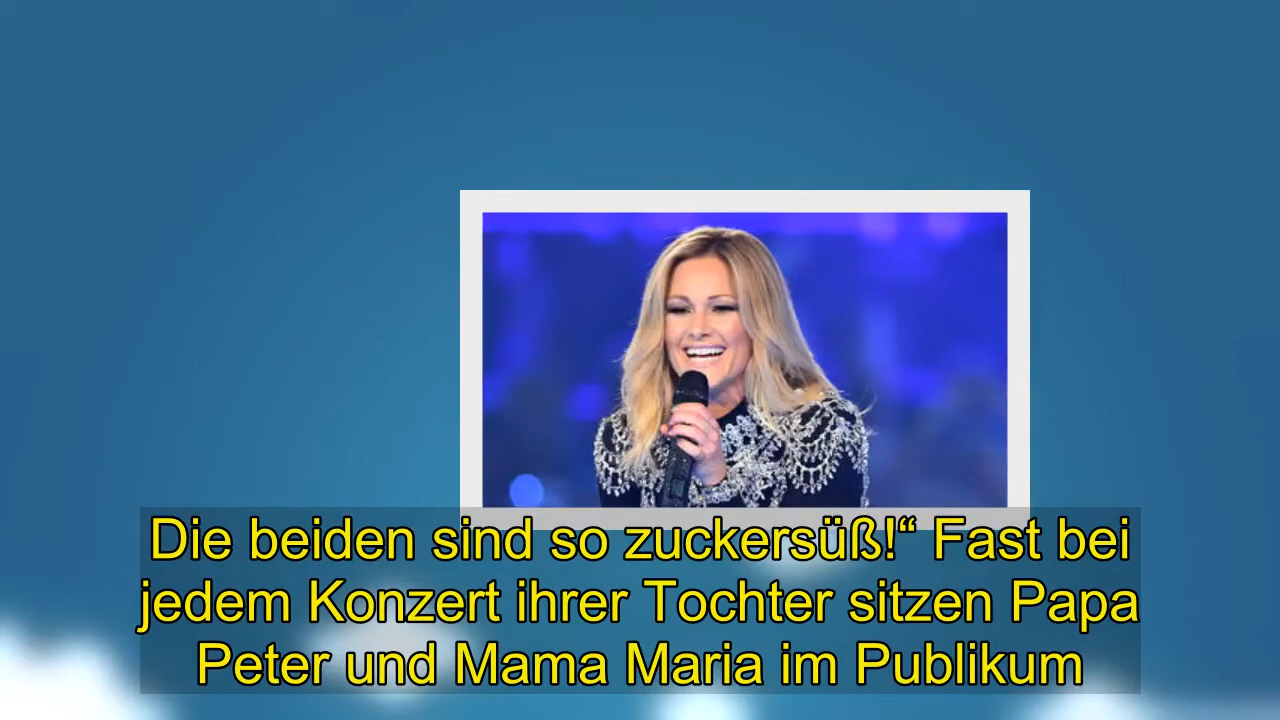 Die beiden sind so zuckersüß!“ Fast bei
jedem Konzert ihrer Tochter sitzen Papa
Peter und Mama Maria im Publikum